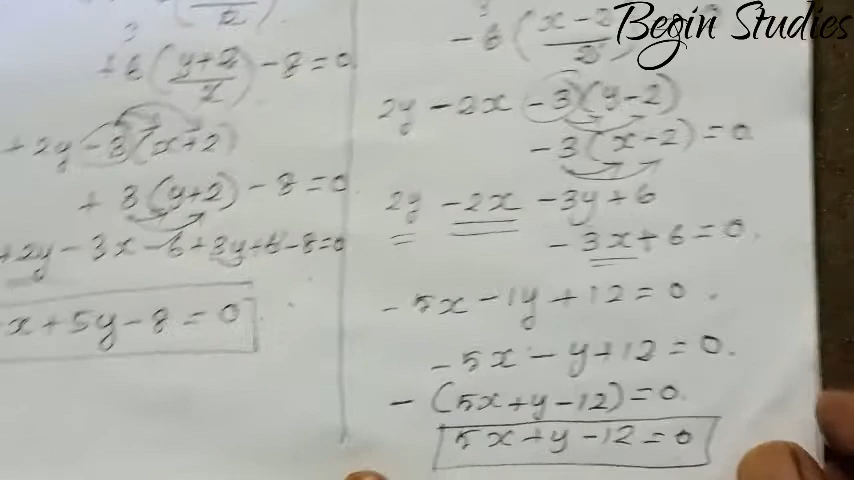 Begin Studies
+6(y+2/2)-8=0
+2y-3(x+2)
+3(y+2)-8=0
+2y-3x-6+3y+6-8=0
x+5y-8=0
2y-2x-3(y-2)
-3(x-2)=0
2y-2x-3y+6
-3x+6=0.
-5x-1y+12=0.
-5x-y+12=0.
-(5x+y-12)=0.
5x+y-12=0